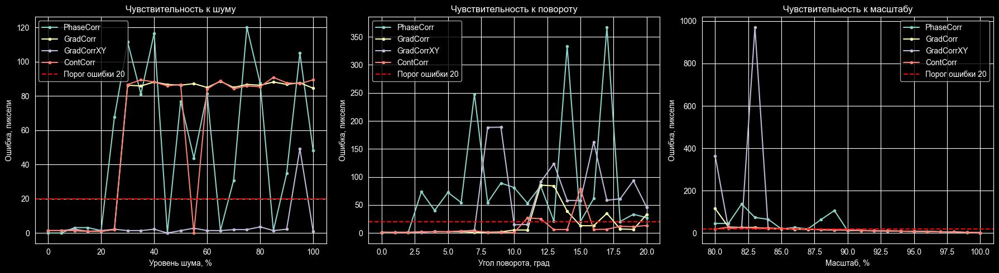 Чувствительность к шуму
Ошибка, пиксели
120
100
80
60
40
20
0
PhaseCorr
GradCorr
GradCorrXY
ContCorr
Порог ошибки 20
0 20 40 60 80 100
Уровень шума, %
Чувствительность к повороту
Ошибка, пиксели
350
300
250
200
150
100
50
0
PhaseCorr
GradCorr
GradCorrXY
ContCorr
Порог ошибки 20
0.0 2.5 5.0 7.5 10.0 12.5 15.0 17.5 20.0
Угол поворота, град
Чувствительность к масштабу
Ошибка, пиксели
1000
800
600
400
200
0
PhaseCorr
GradCorr
GradCorrXY
ContCorr
Порог ошибки 20
80.0 82.5 85.0 87.5 90.0 92.5 95.0 97.5 100.0
Масштаб, %